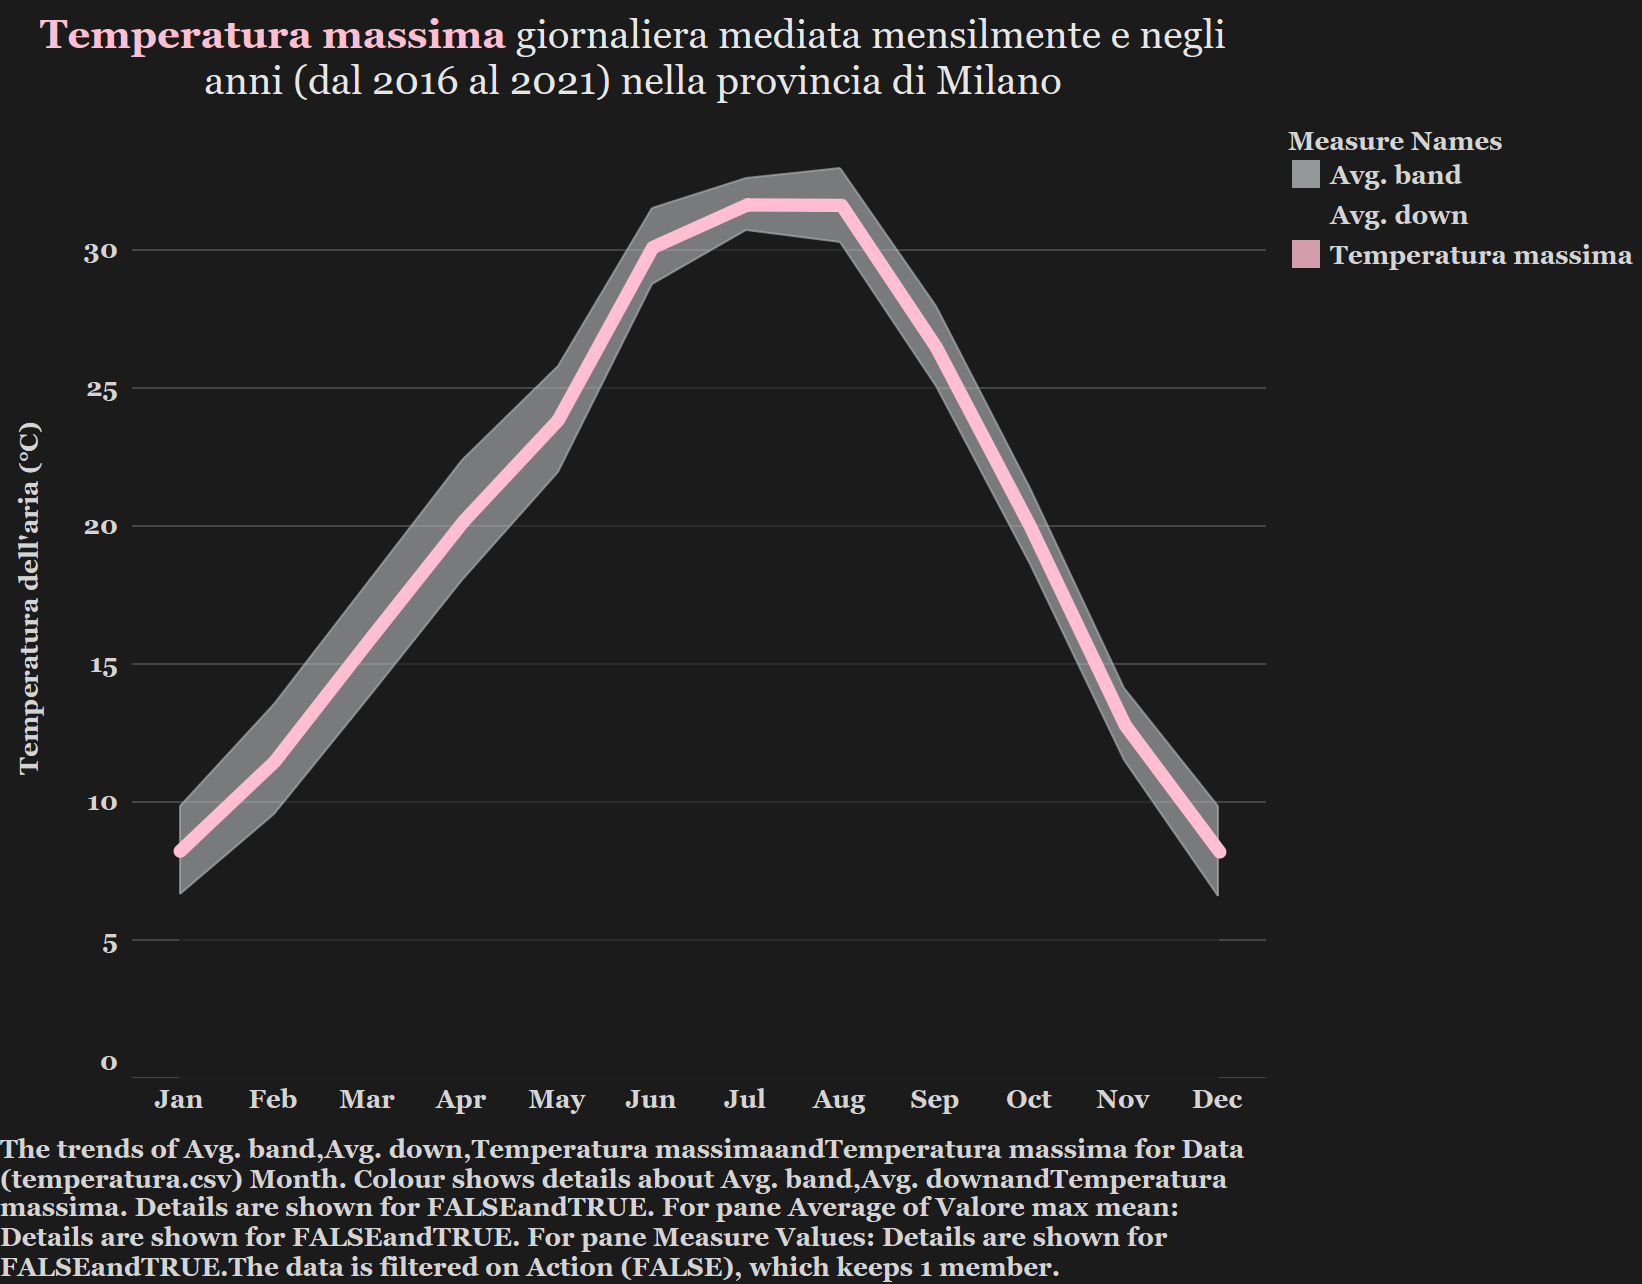 Temperatura massima giornaliera mediata mensilmente e negli
anni (dal 2016 al 2021) nella provincia di Milano
Measure Names
Avg. band
Avg. down
Temperatura massima
Temperatura dell'aria (°C)
30
25
20
15
10
5
0
Jan Feb Mar Apr May Jun Jul Aug Sep Oct Nov Dec
The trends of Avg. band,Avg. down,Temperatura massimaandTemperatura massima for Data
(temperatura.csv) Month. Colour shows details about Avg. band,Avg. downandTemperatura
massima. Details are shown for FALSEandTRUE. For pane Average of Valore max mean:
Details are shown for FALSEandTRUE. For pane Measure Values: Details are shown for
FALSEandTRUE.The data is filtered on Action (FALSE), which keeps 1 member.